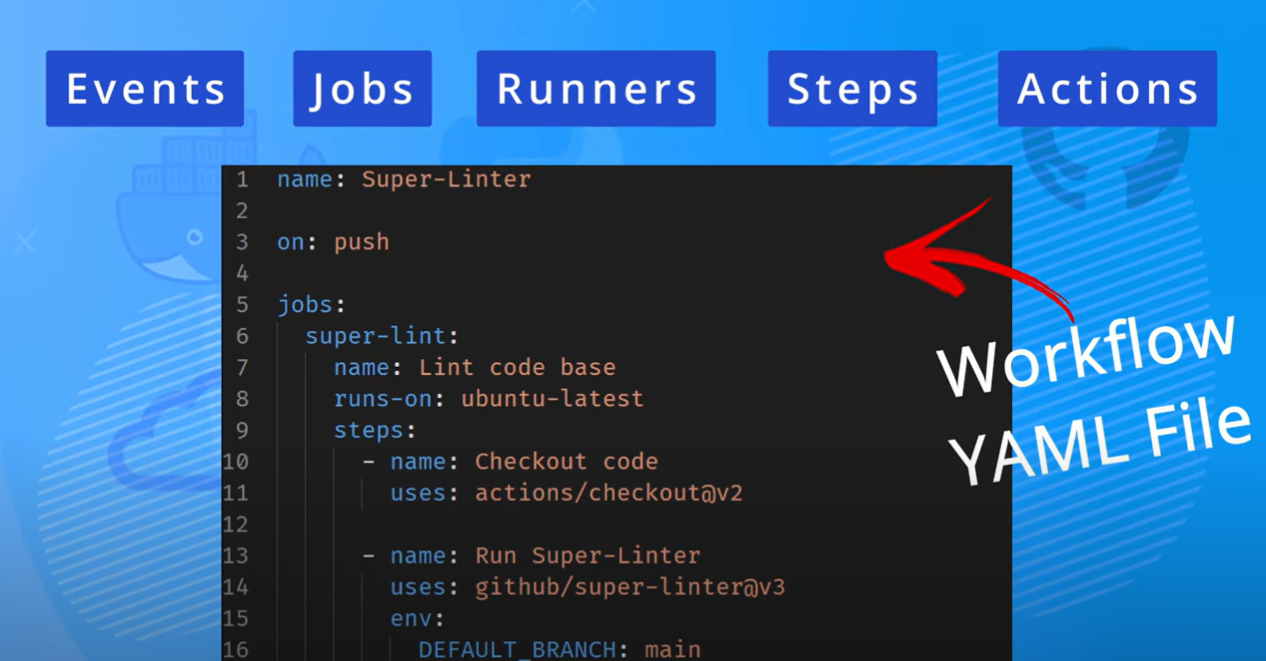 Events Jobs Runners Steps Actions
1 name: Super-Linter
2
3 on: push
4
5 jobs:
6   super-lint:
7     name: Lint code base
8     runs-on: ubuntu-latest
9     steps:
10       - name: Checkout code
11         uses: actions/checkout@v2
12
13       - name: Run Super-Linter
14         uses: github/super-linter@v3
15         env:
16           DEFAULT_BRANCH: main
Workflow
YAML File